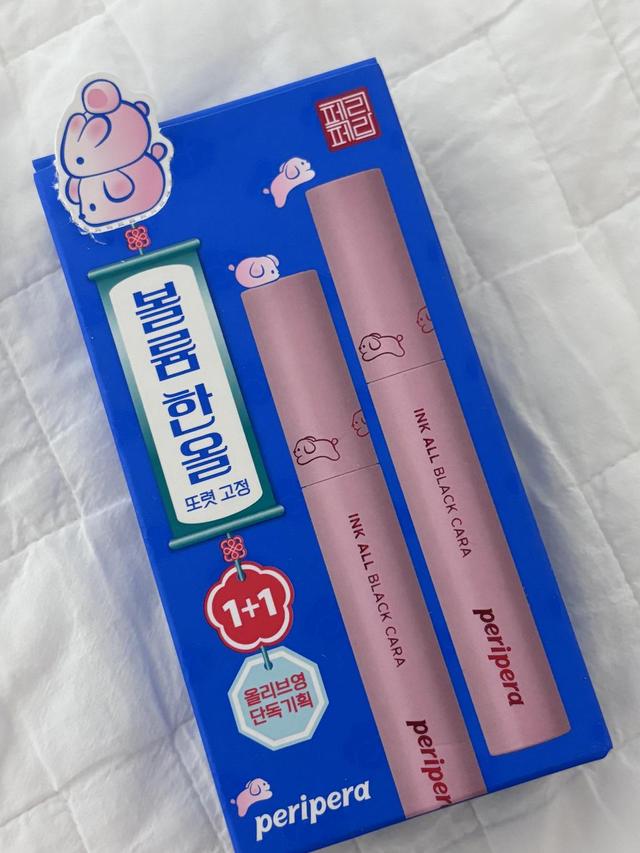 페리
페라
볼륨 한올
또렷 고정
1+1
올리브영
단독기획
INK ALL BLACK CARA
peripera
INK ALL BLACK CARA
periper
peripera